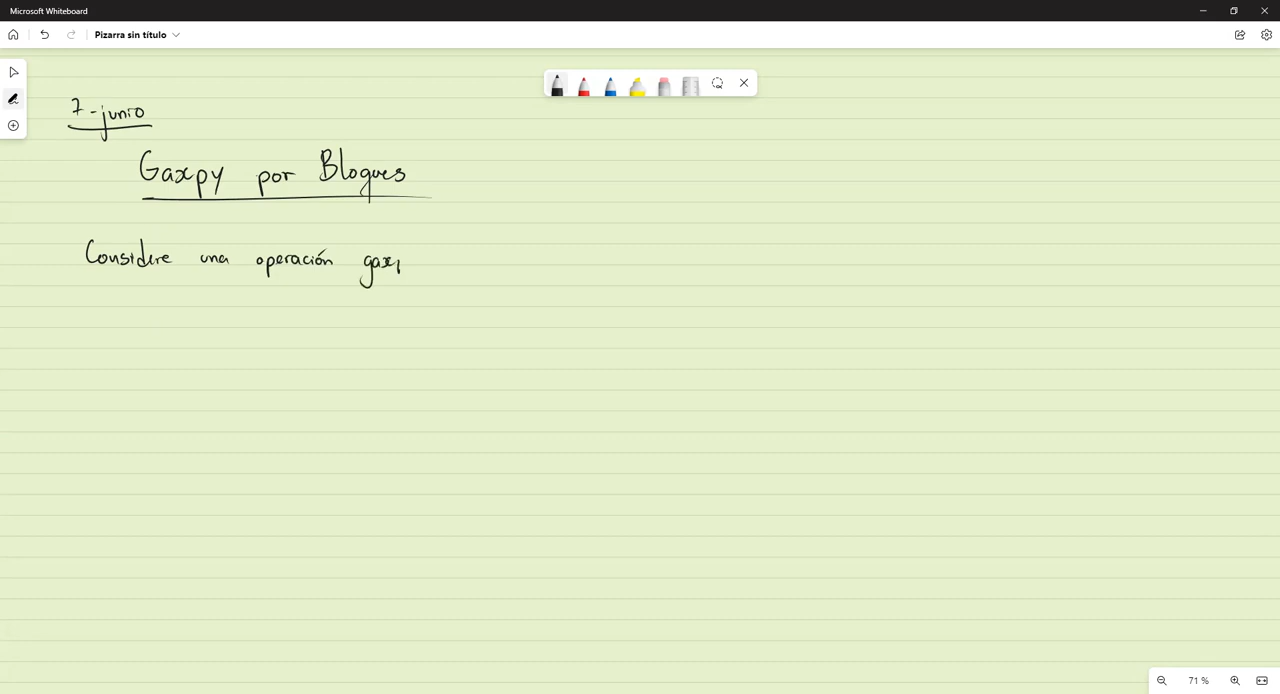 Microsoft Whiteboard
Pizarra sin título
7-junio
Gaxpy por Bloques
Considere una operación
71 %